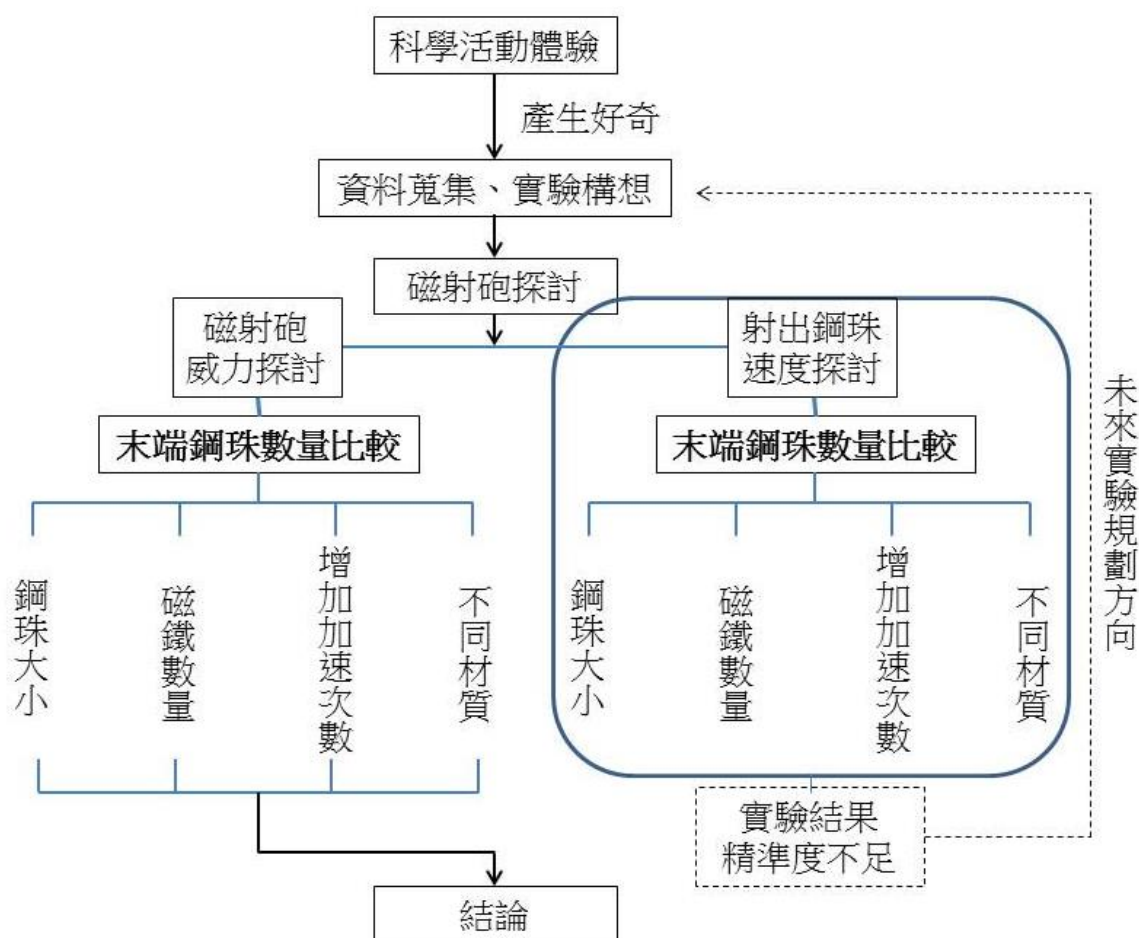 科學活動體驗
產生好奇
資料蒐集、實驗構想
磁射砲探討
磁射砲
威力探討
末端鋼珠數量比較
鋼珠大小
磁鐵數量
增加加速次數
不同材質
射出鋼珠
速度探討
末端鋼珠數量比較
鋼珠大小
磁鐵數量
增加加速次數
不同材質
實驗結果
精準度不足
未來實驗規劃方向
結論